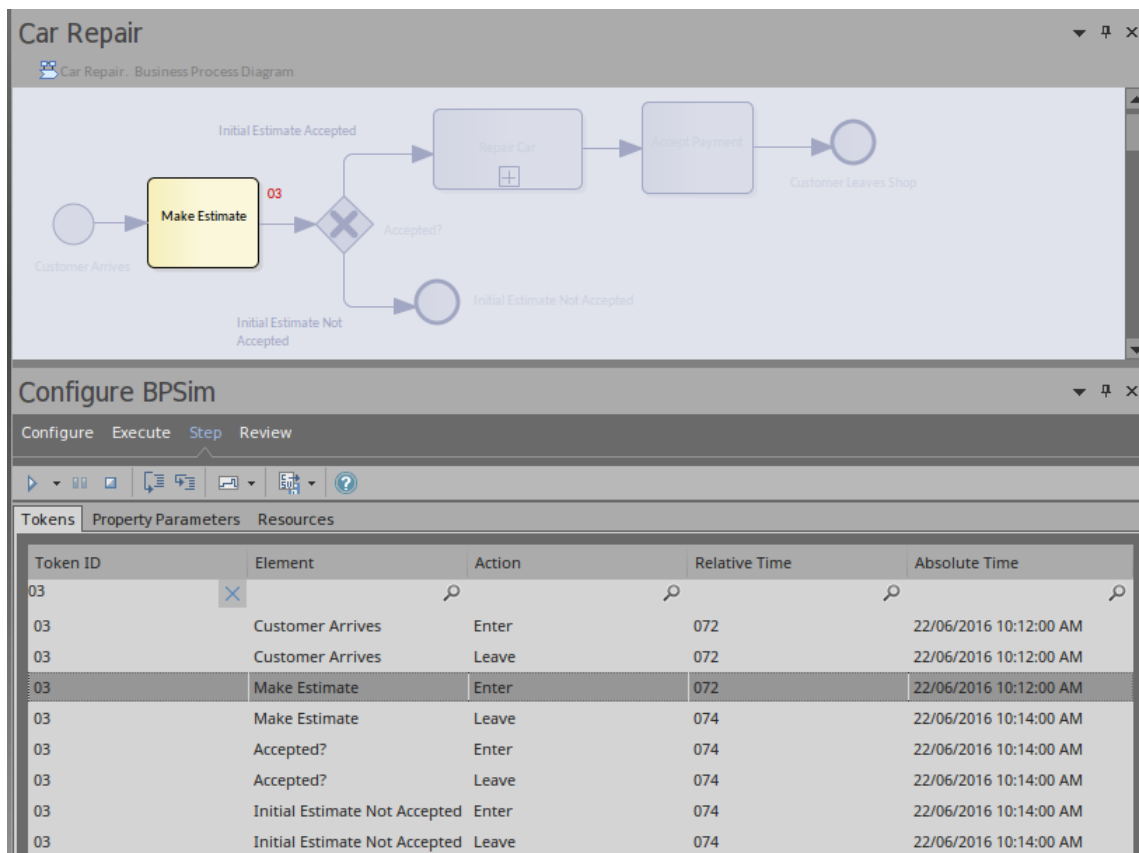 Car Repair
Car Repair. Business Process Diagram
Initial Estimate Accepted
Repair Car
Accept Payment
Customer Leaves Shop
03
Make Estimate
Accepted?
Customer Arrives
Initial Estimate Not Accepted
Initial Estimate Not
Accepted
Configure BPSim
Configure Execute Step Review
Tokens Property Parameters Resources
Token ID Element Action Relative Time Absolute Time
03
03 Customer Arrives Enter 072 22/06/2016 10:12:00 AM
03 Customer Arrives Leave 072 22/06/2016 10:12:00 AM
03 Make Estimate Enter 072 22/06/2016 10:12:00 AM
03 Make Estimate Leave 074 22/06/2016 10:14:00 AM
03 Accepted? Enter 074 22/06/2016 10:14:00 AM
03 Accepted? Leave 074 22/06/2016 10:14:00 AM
03 Initial Estimate Not Accepted Enter 074 22/06/2016 10:14:00 AM
03 Initial Estimate Not Accepted Leave 074 22/06/2016 10:14:00 AM